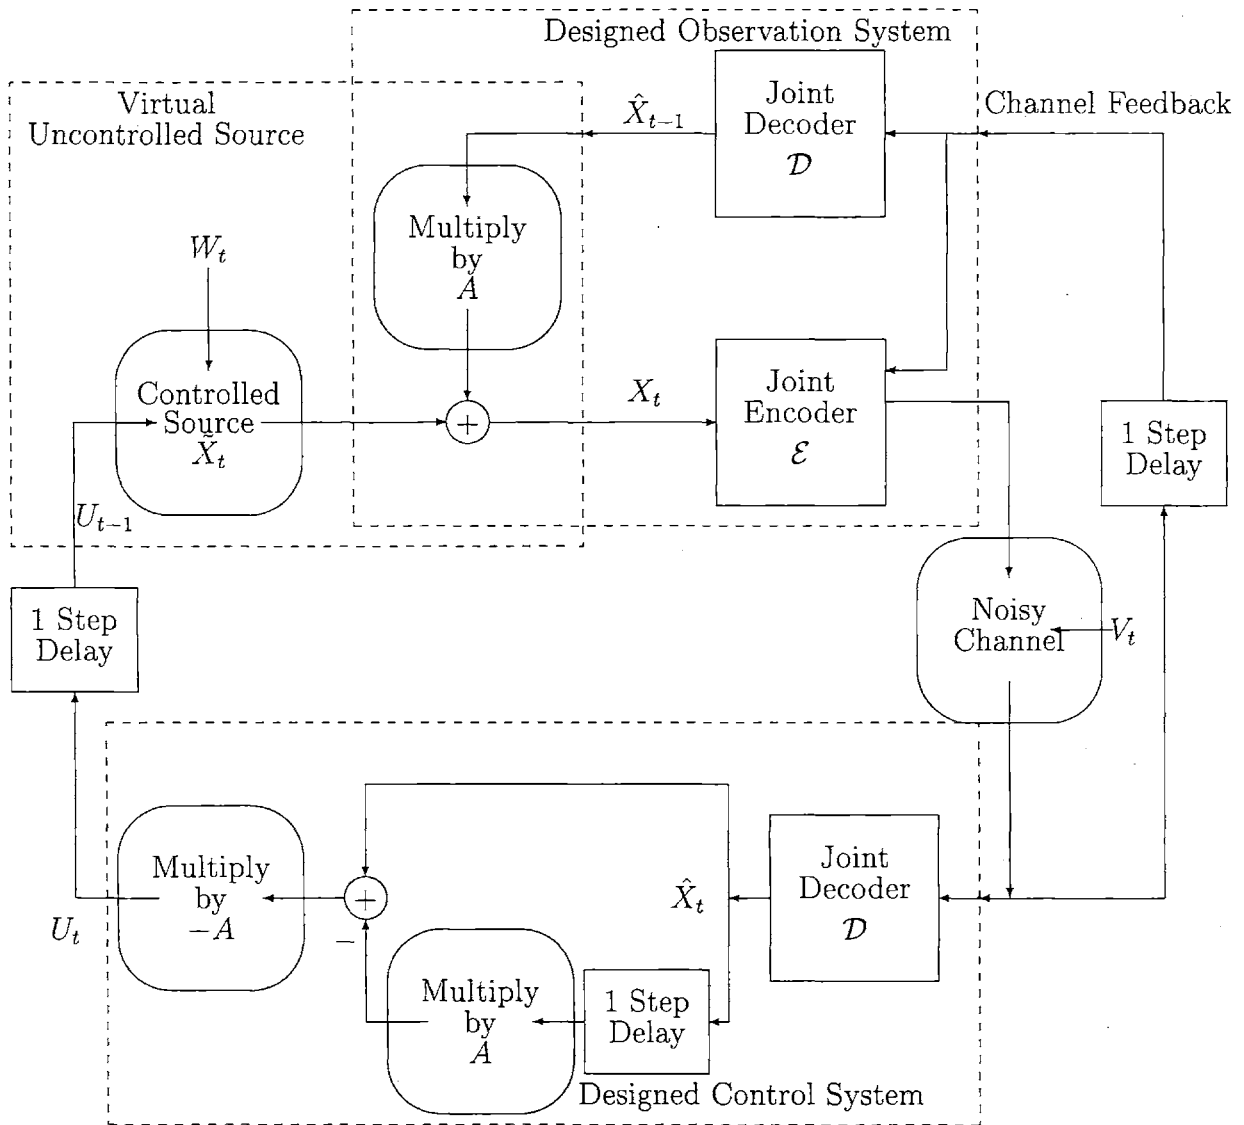 Designed Observation System
Virtual
Uncontrolled Source
X̂_{t−1}
Joint
Decoder
𝒟
Channel Feedback
Multiply
by
A
W_t
Controlled
Source
X̃_t
+
X_t
Joint
Encoder
ℰ
1 Step
Delay
U_{t−1}
1 Step
Delay
Noisy
Channel
V_t
Multiply
by
−A
U_t
+
−
X̂_t
Joint
Decoder
𝒟
Multiply
by
A
1 Step
Delay
Designed Control System